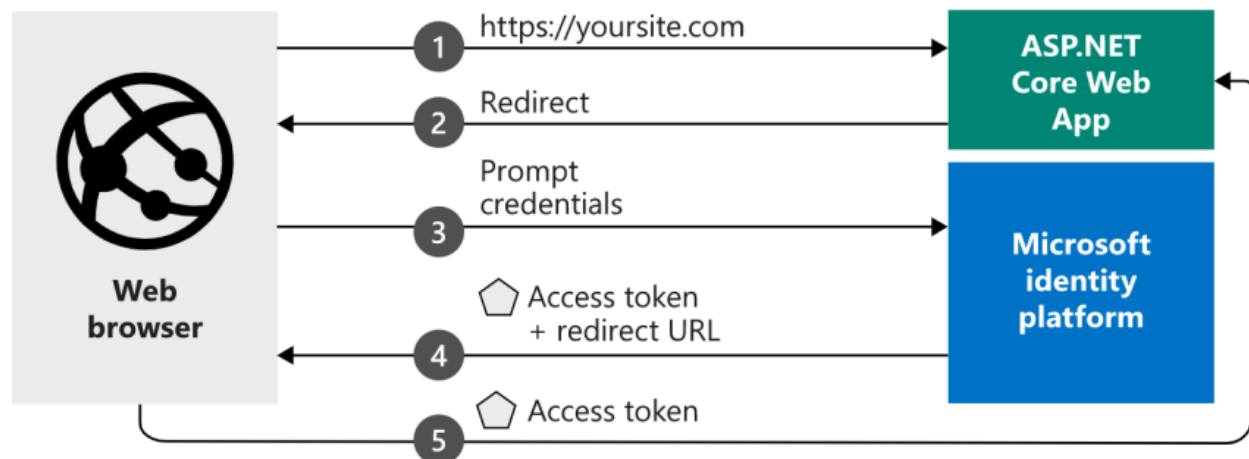 https://yoursite.com
1
Redirect
2
Prompt
credentials
3
Access token
+ redirect URL
4
Access token
5
Web
browser
ASP.NET
Core Web
App
Microsoft
identity
platform